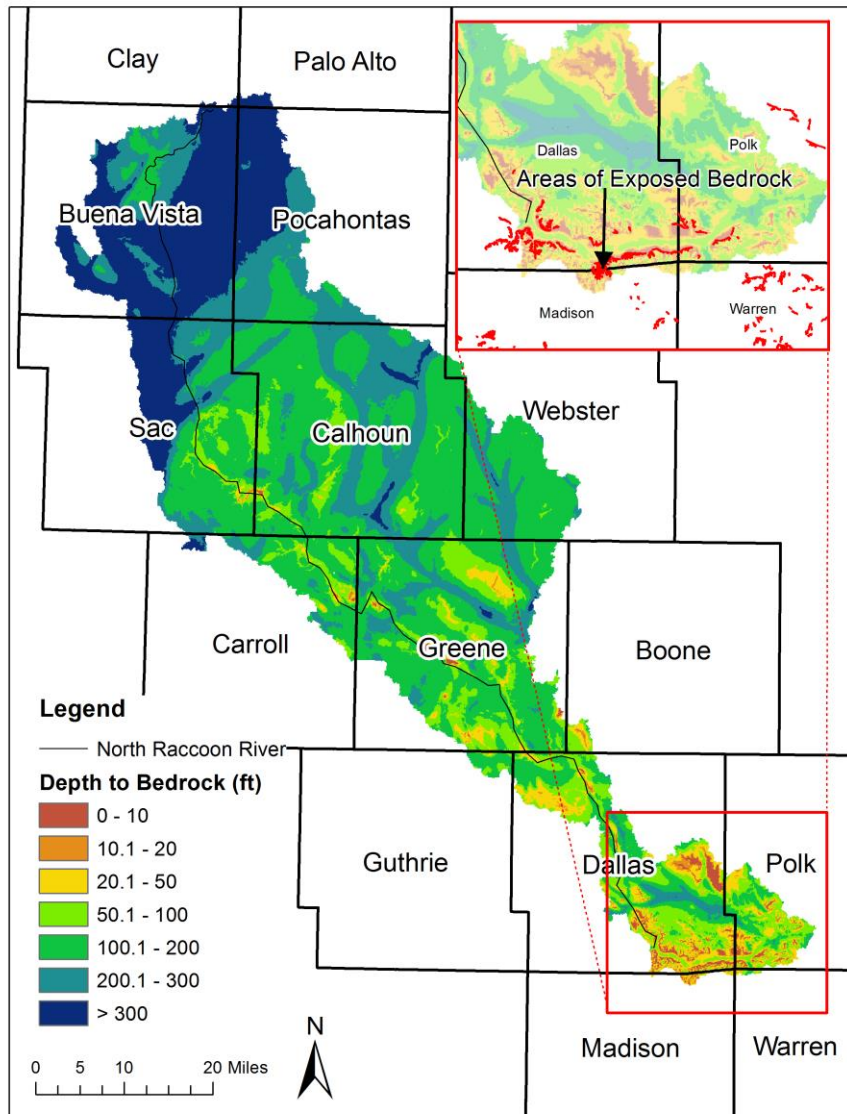 Clay
Palo Alto
Buena Vista
Pocahontas
Sac
Calhoun
Webster
Carroll
Greene
Boone
Guthrie
Dallas
Polk
Madison
Warren
Dallas
Polk
Areas of Exposed Bedrock
Madison
Warren
Legend
North Raccoon River
Depth to Bedrock (ft)
0 - 10
10.1 - 20
20.1 - 50
50.1 - 100
100.1 - 200
200.1 - 300
> 300
N
0 5 10 20 Miles